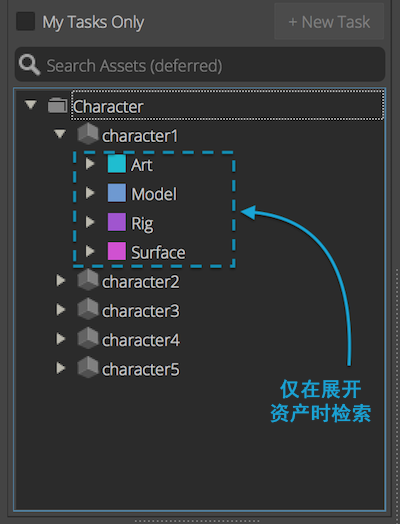 My Tasks Only
+ New Task
Search Assets (deferred)
Character
character1
Art
Model
Rig
Surface
character2
character3
character4
character5
仅在展开
资产时检索